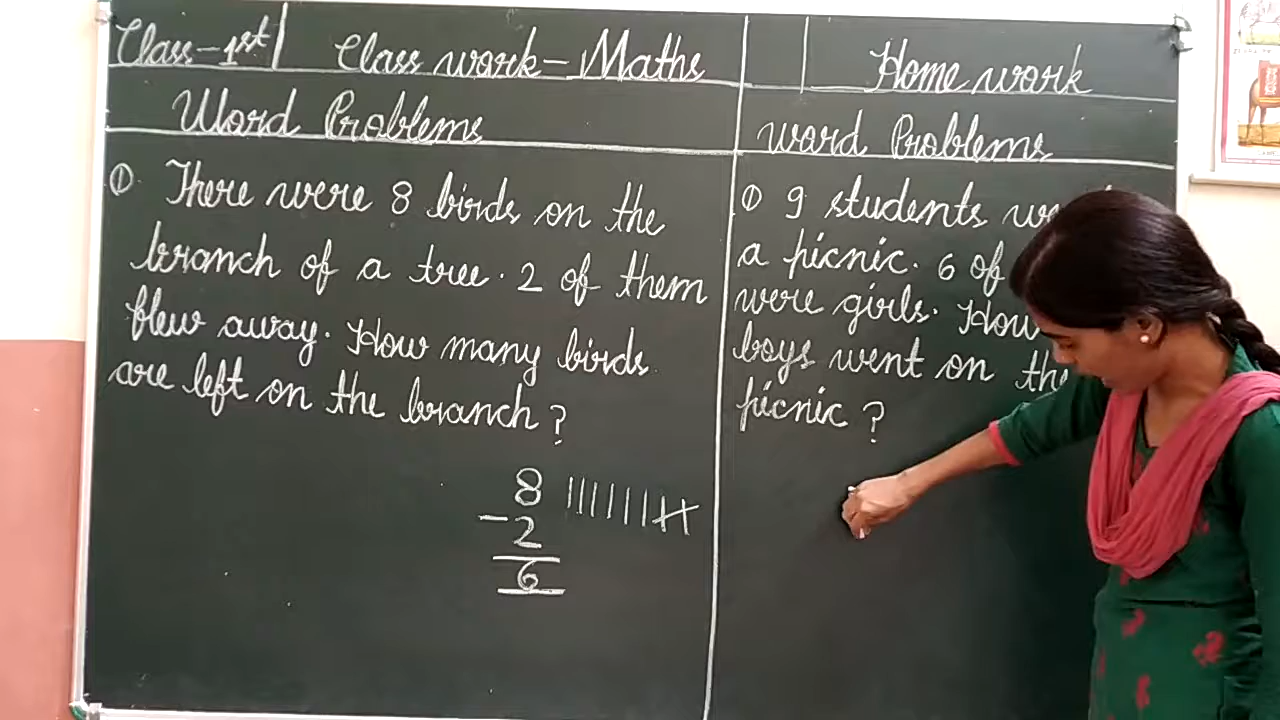 Class-1st
Class work-Maths
Word Problems
① There were 8 birds on the
branch of a tree. 2 of them
flew away. How many birds
are left on the branch?
8
-2
6
Home work
Word Problems
① 9 students
a picnic. 6 of
were girls. How
boys went on the
picnic?